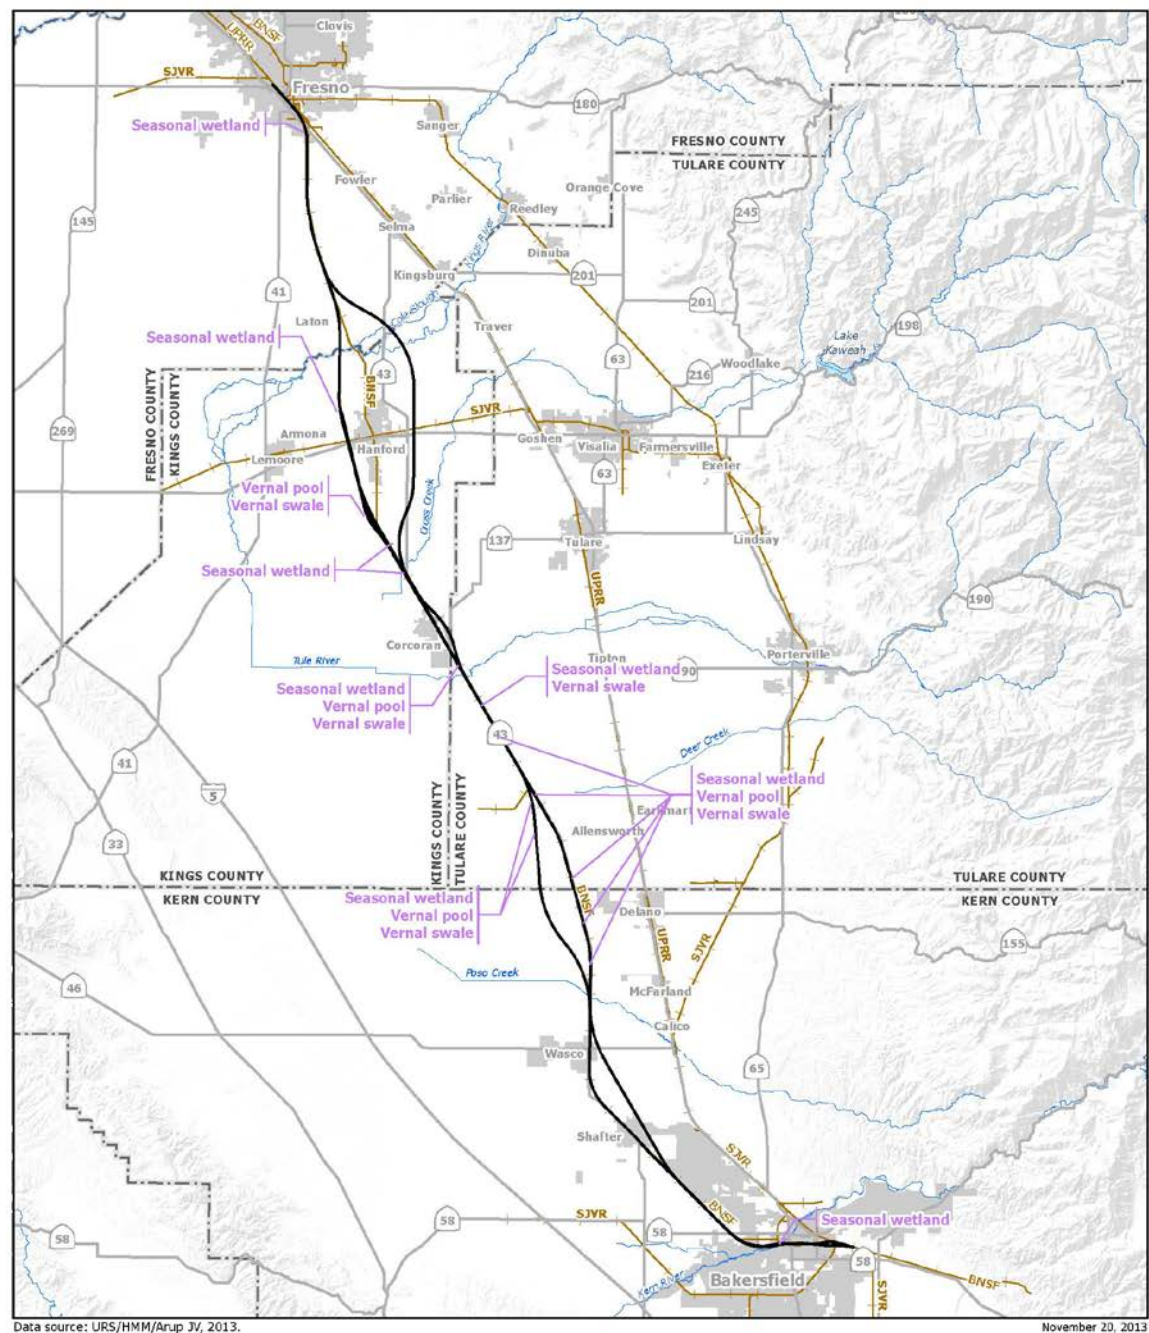 Clovis
BNSF
UPRR
SJVR
Fresno
180
Seasonal wetland
Sanger
FRESNO COUNTY
TULARE COUNTY
Fowler
Orange Cove
Parlier
Reedley
145
245
Selma
Kings River
Dinuba
Kingsburg
201
41
201
Cole Slough
Laton
Traver
198
Seasonal wetland
Lake
Kaweah
63
Woodlake
43
216
BNSF
FRESNO COUNTY
KINGS COUNTY
SJVR
269
Armona
Goshen
Visalia
Farmersville
Hanford
Lemoore
Exeter
63
Vernal pool
Vernal swale
Cross Creek
137
Tulare
Lindsay
Seasonal wetland
UPRR
190
Corcoran
Tule River
Tipton
Porterville
Seasonal wetland
Vernal swale
90
Seasonal wetland
Vernal pool
Vernal swale
43
Deer Creek
41
5
Seasonal wetland
Vernal pool
Vernal swale
KINGS COUNTY
TULARE COUNTY
Earlimart
Allensworth
33
KINGS COUNTY
KERN COUNTY
TULARE COUNTY
KERN COUNTY
Seasonal wetland
Vernal pool
Vernal swale
BNSF
Delano
UPRR
SJVR
155
Poso Creek
46
McFarland
Calico
Wasco
65
Shafter
SJVR
BNSF
SJVR
58
58
58
Seasonal wetland
58
Kern River
Bakersfield
BNSF
SJVR
Data source: URS/HMM/Arup JV, 2013.
November 20, 2013